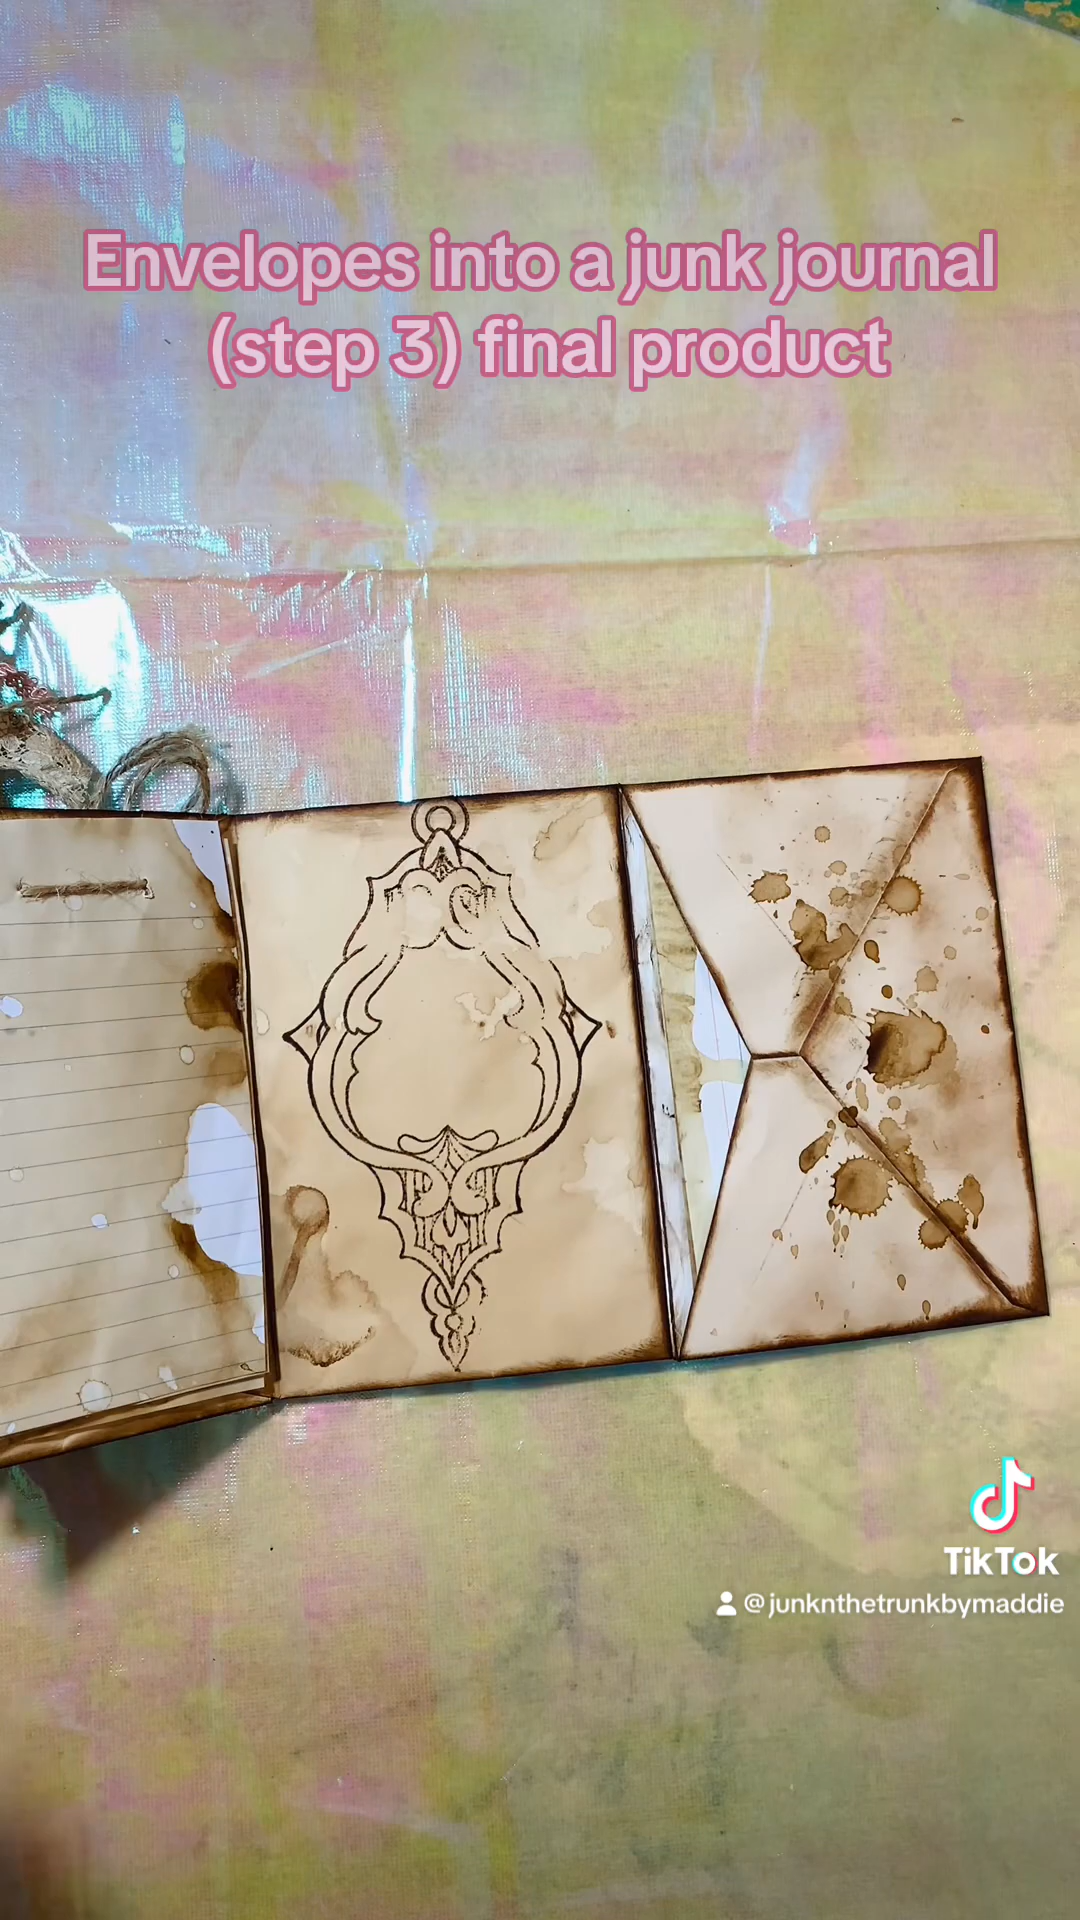 Envelopes into a junk journal
(step 3) final product
TikTok
@junknthetrunkbymaddie